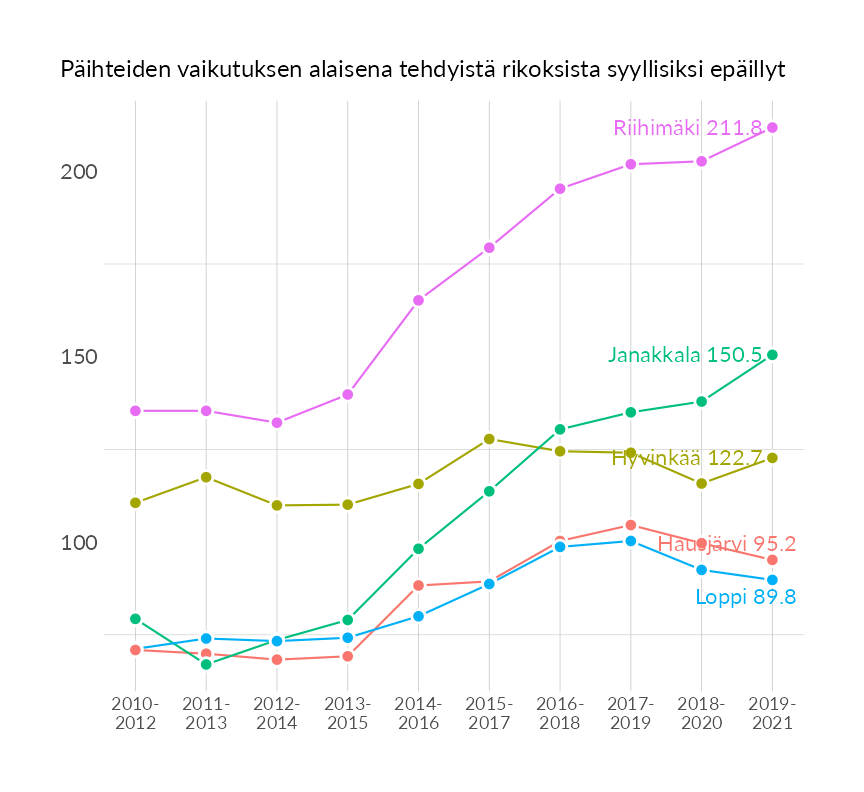 Päihteiden vaikutuksen alaisena tehdyistä rikoksista syyllisiksi epäillyt
Riihimäki 211.8
200
Janakkala 150.5
150
Hyvinkää 122.7
100
Hausjärvi 95.2
Loppi 89.8
2010- 2011- 2012- 2013- 2014- 2015- 2016- 2017- 2018- 2019-
2012 2013 2014 2015 2016 2017 2018 2019 2020 2021